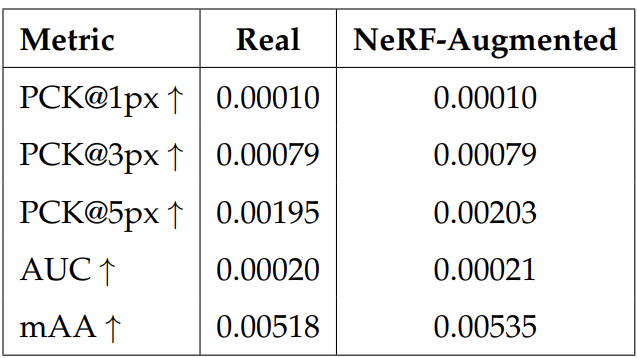 Metric Real NeRF-Augmented
PCK@1px ↑ 0.00010 0.00010
PCK@3px ↑ 0.00079 0.00079
PCK@5px ↑ 0.00195 0.00203
AUC ↑ 0.00020 0.00021
mAA ↑ 0.00518 0.00535